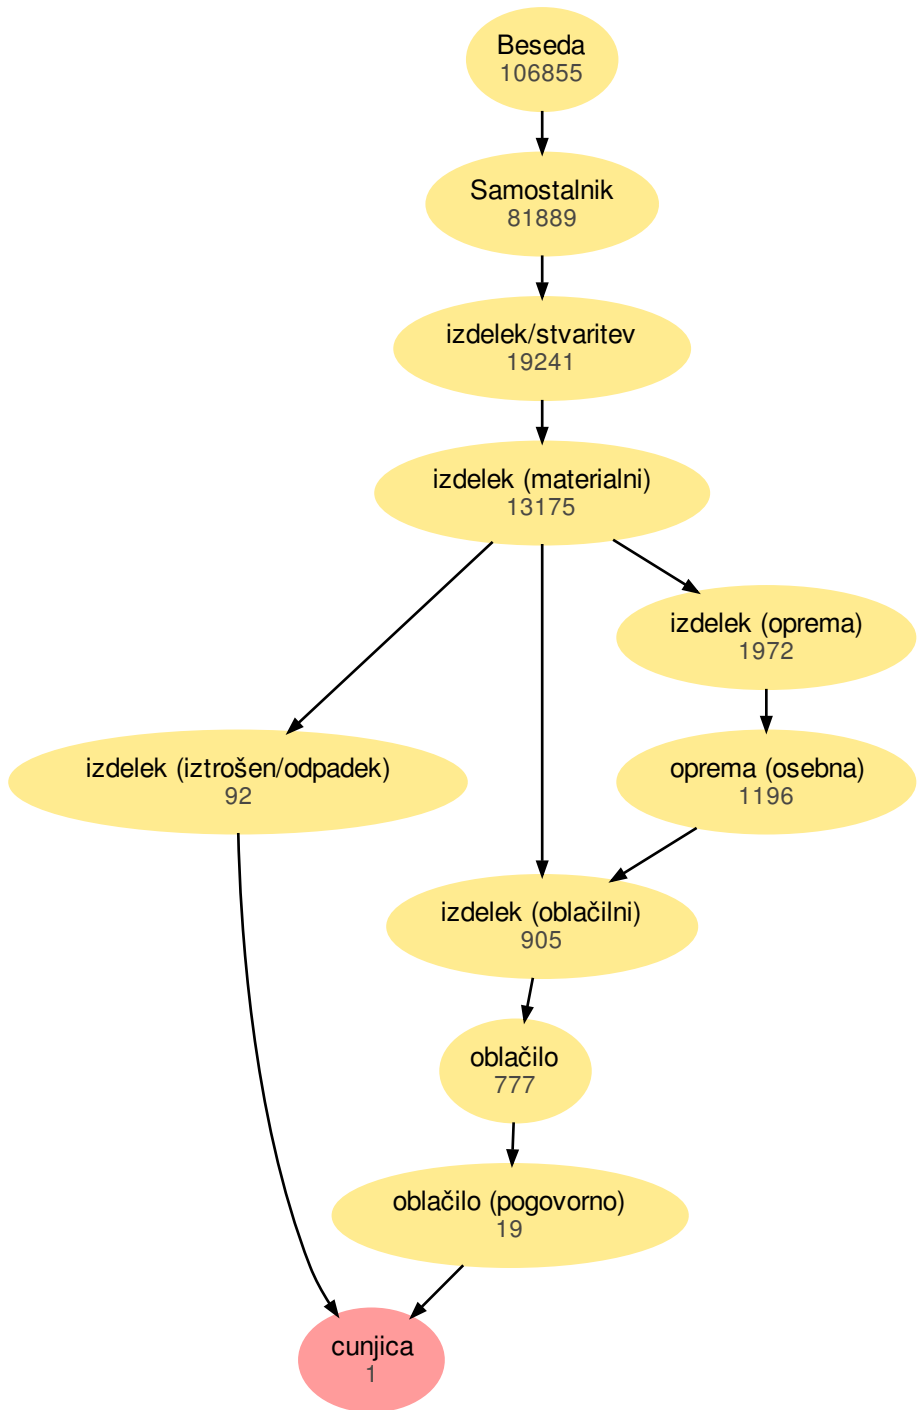 Beseda
106855
Samostalnik
81889
izdelek/stvaritev
19241
izdelek (materialni)
13175
izdelek (oprema)
1972
izdelek (iztrošen/odpadek)
92
oprema (osebna)
1196
izdelek (oblačilni)
905
oblačilo
777
oblačilo (pogovorno)
19
cunjica
1